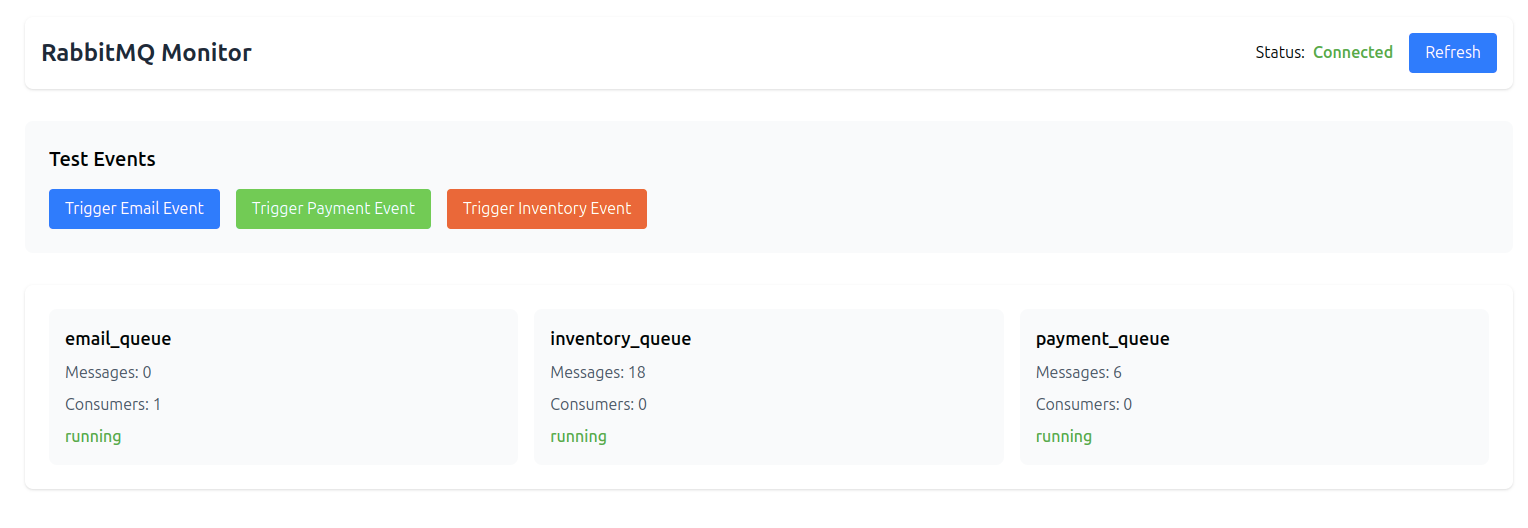 RabbitMQ Monitor
Status: Connected
Refresh
Test Events
Trigger Email Event
Trigger Payment Event
Trigger Inventory Event
email_queue
Messages: 0
Consumers: 1
running
inventory_queue
Messages: 18
Consumers: 0
running
payment_queue
Messages: 6
Consumers: 0
running